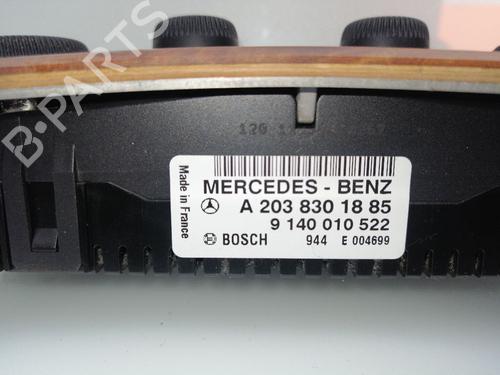 B-PARTS
Made in France
MERCEDES - BENZ
A 203 830 18 85
9 140 010 522
BOSCH 944 E 004699